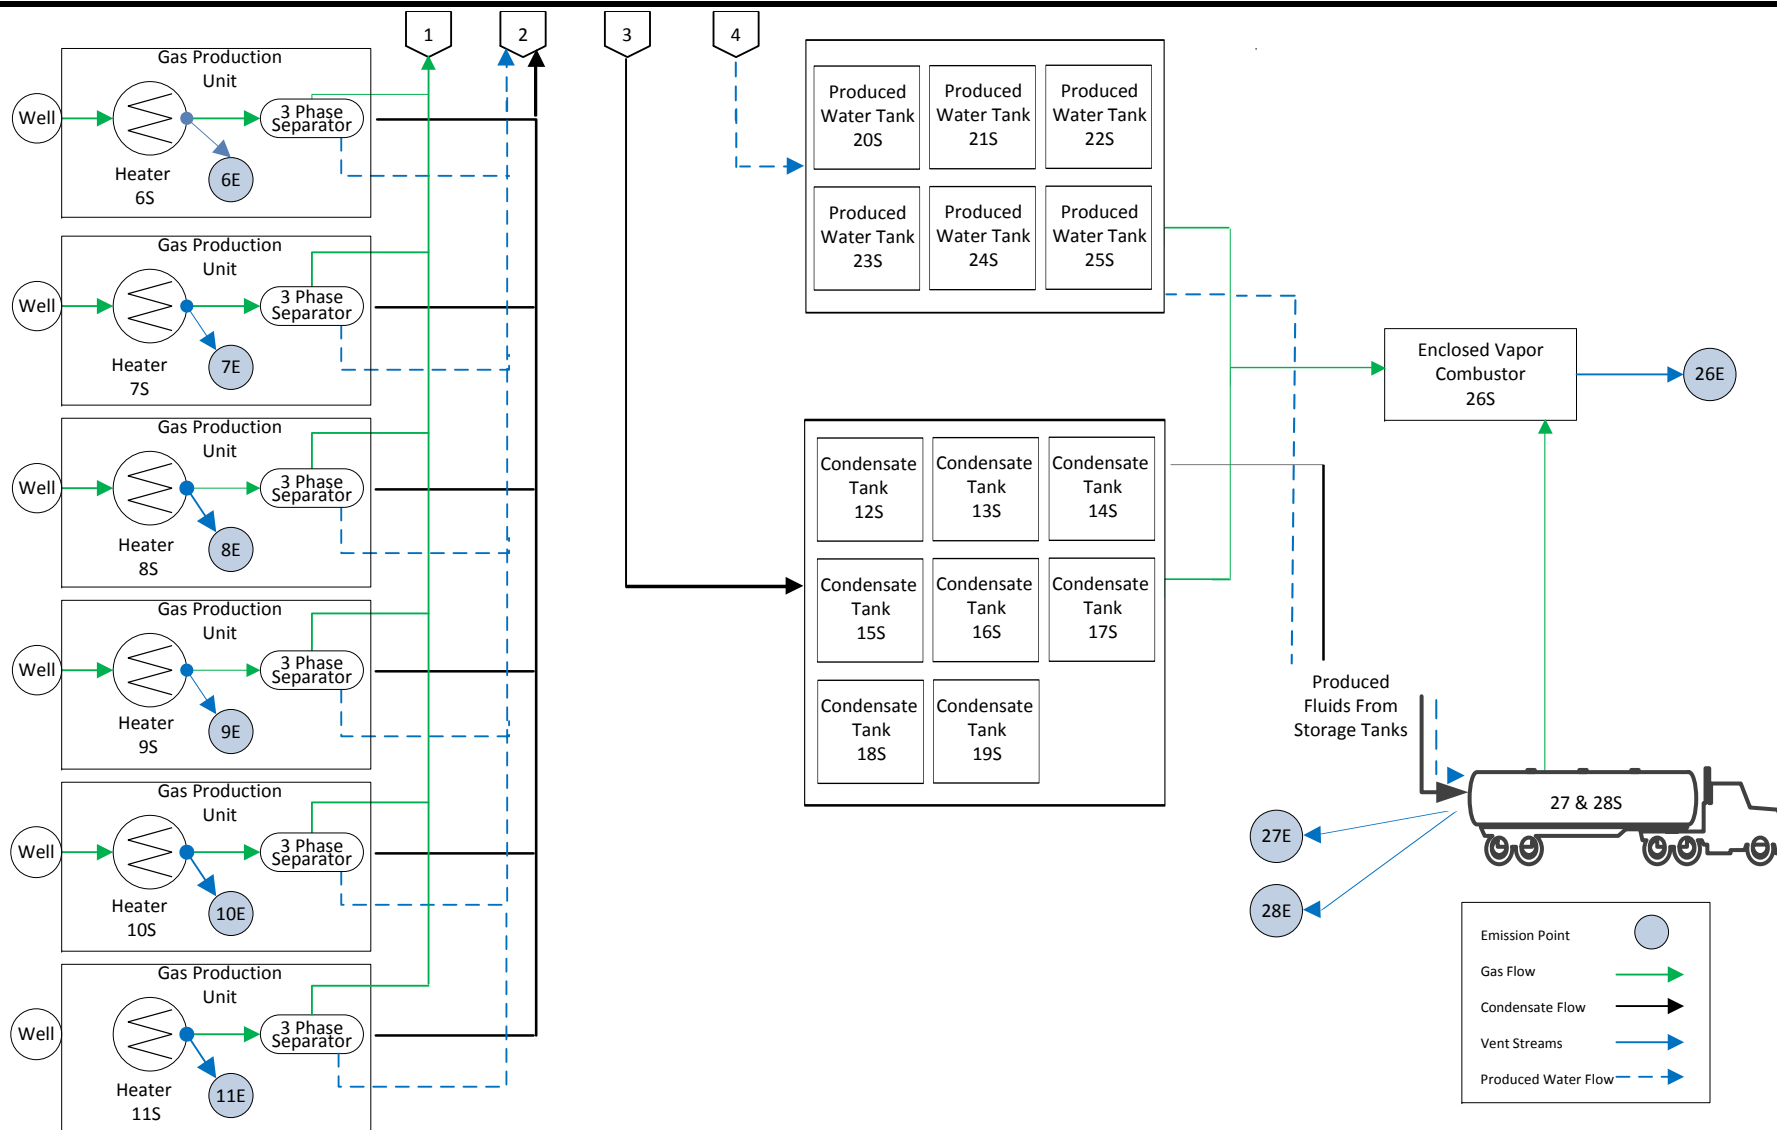 1
2
3
4
Gas Production
Unit
Well
3 Phase
Separator
Heater
6S
6E
Gas Production
Unit
Well
3 Phase
Separator
Heater
7S
7E
Gas Production
Unit
Well
3 Phase
Separator
Heater
8S
8E
Gas Production
Unit
Well
3 Phase
Separator
Heater
9S
9E
Gas Production
Unit
Well
3 Phase
Separator
Heater
10S
10E
Gas Production
Unit
Well
3 Phase
Separator
Heater
11S
11E
Produced
Water Tank
20S
Produced
Water Tank
21S
Produced
Water Tank
22S
Produced
Water Tank
23S
Produced
Water Tank
24S
Produced
Water Tank
25S
Condensate
Tank
12S
Condensate
Tank
13S
Condensate
Tank
14S
Condensate
Tank
15S
Condensate
Tank
16S
Condensate
Tank
17S
Condensate
Tank
18S
Condensate
Tank
19S
Enclosed Vapor
Combustor
26S
26E
Produced
Fluids From
Storage Tanks
27 & 28S
27E
28E
Emission Point
Gas Flow
Condensate Flow
Vent Streams
Produced Water Flow